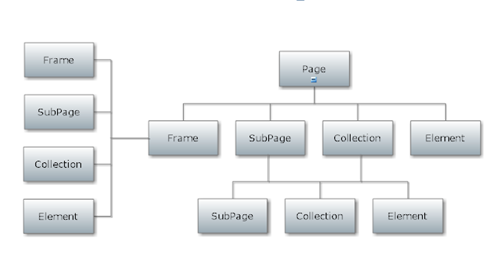 Frame
Page
SubPage
Frame
SubPage
Collection
Element
Collection
Element
SubPage
Collection
Element